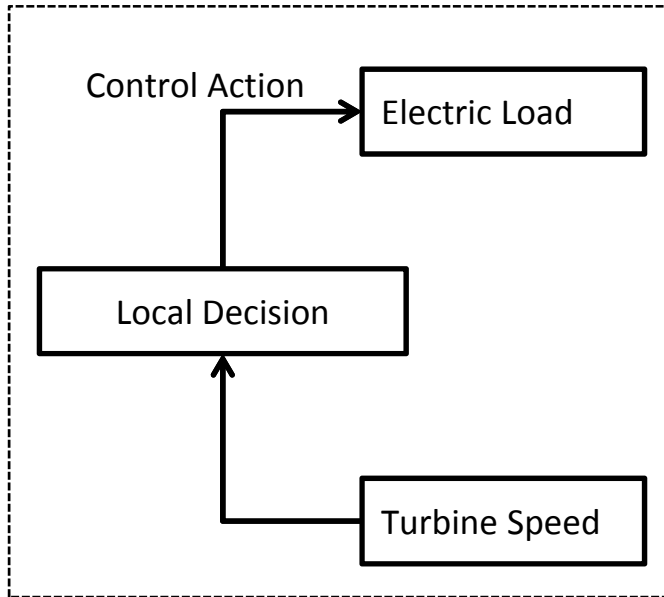 Control Action
Electric Load
Local Decision
Turbine Speed